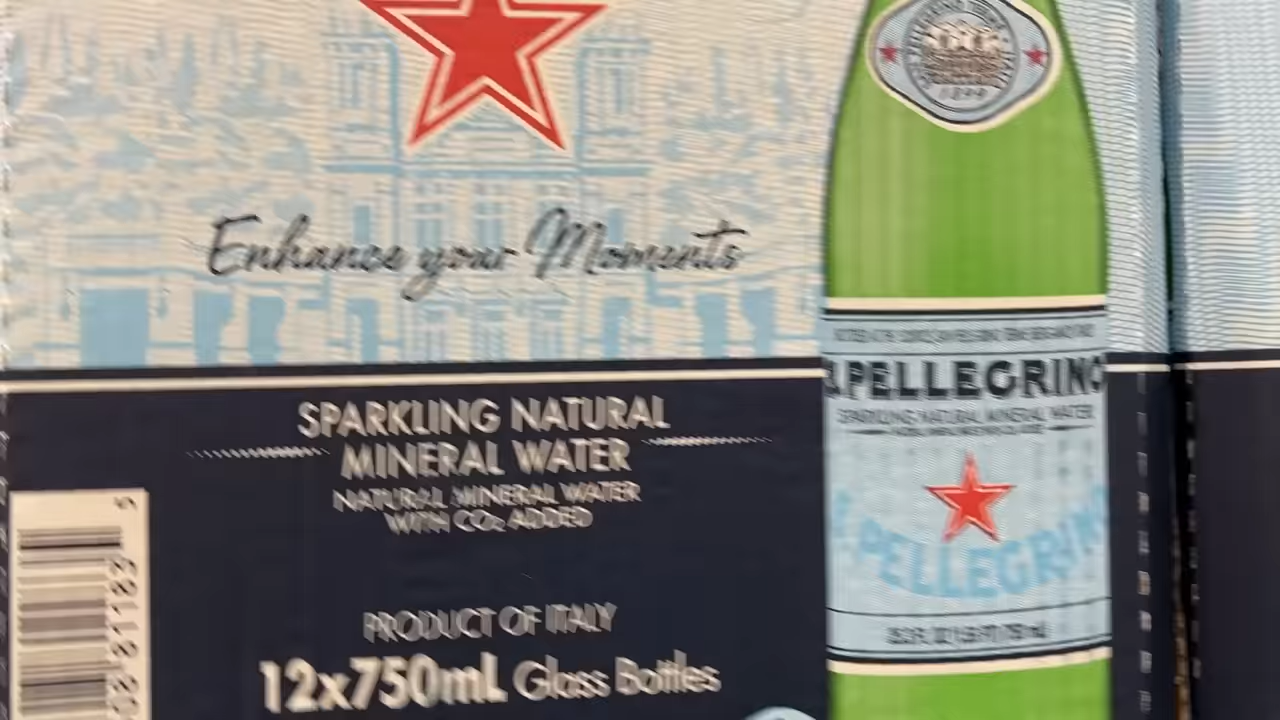 Enhance your Moments
SPARKLING NATURAL
MINERAL WATER
NATURAL MINERAL WATER
WITH CO₂ ADDED
PRODUCT OF ITALY
12x750mL Glass Bottles
1899
S.PELLEGRINO
SPARKLING NATURAL MINERAL WATER
S.PELLEGRINO